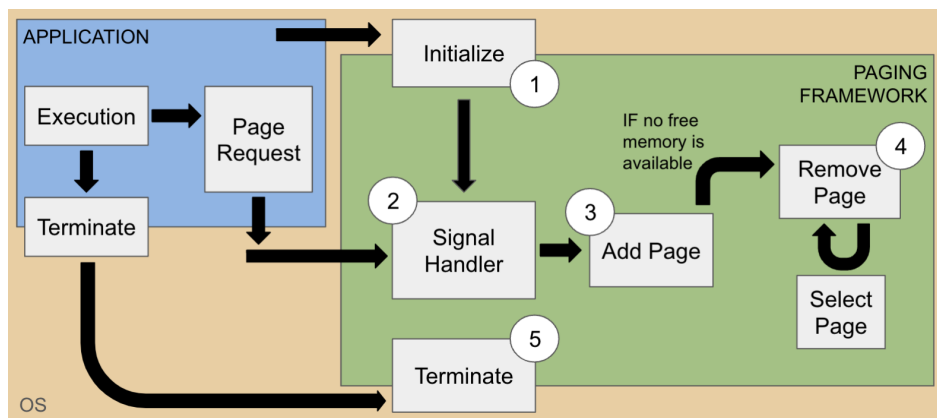 APPLICATION
Initialize
1
PAGING
FRAMEWORK
Execution
Page
Request
IF no free
memory is
available
4
Remove
Page
Terminate
2
Signal
Handler
3
Add Page
Select
Page
5
Terminate
OS